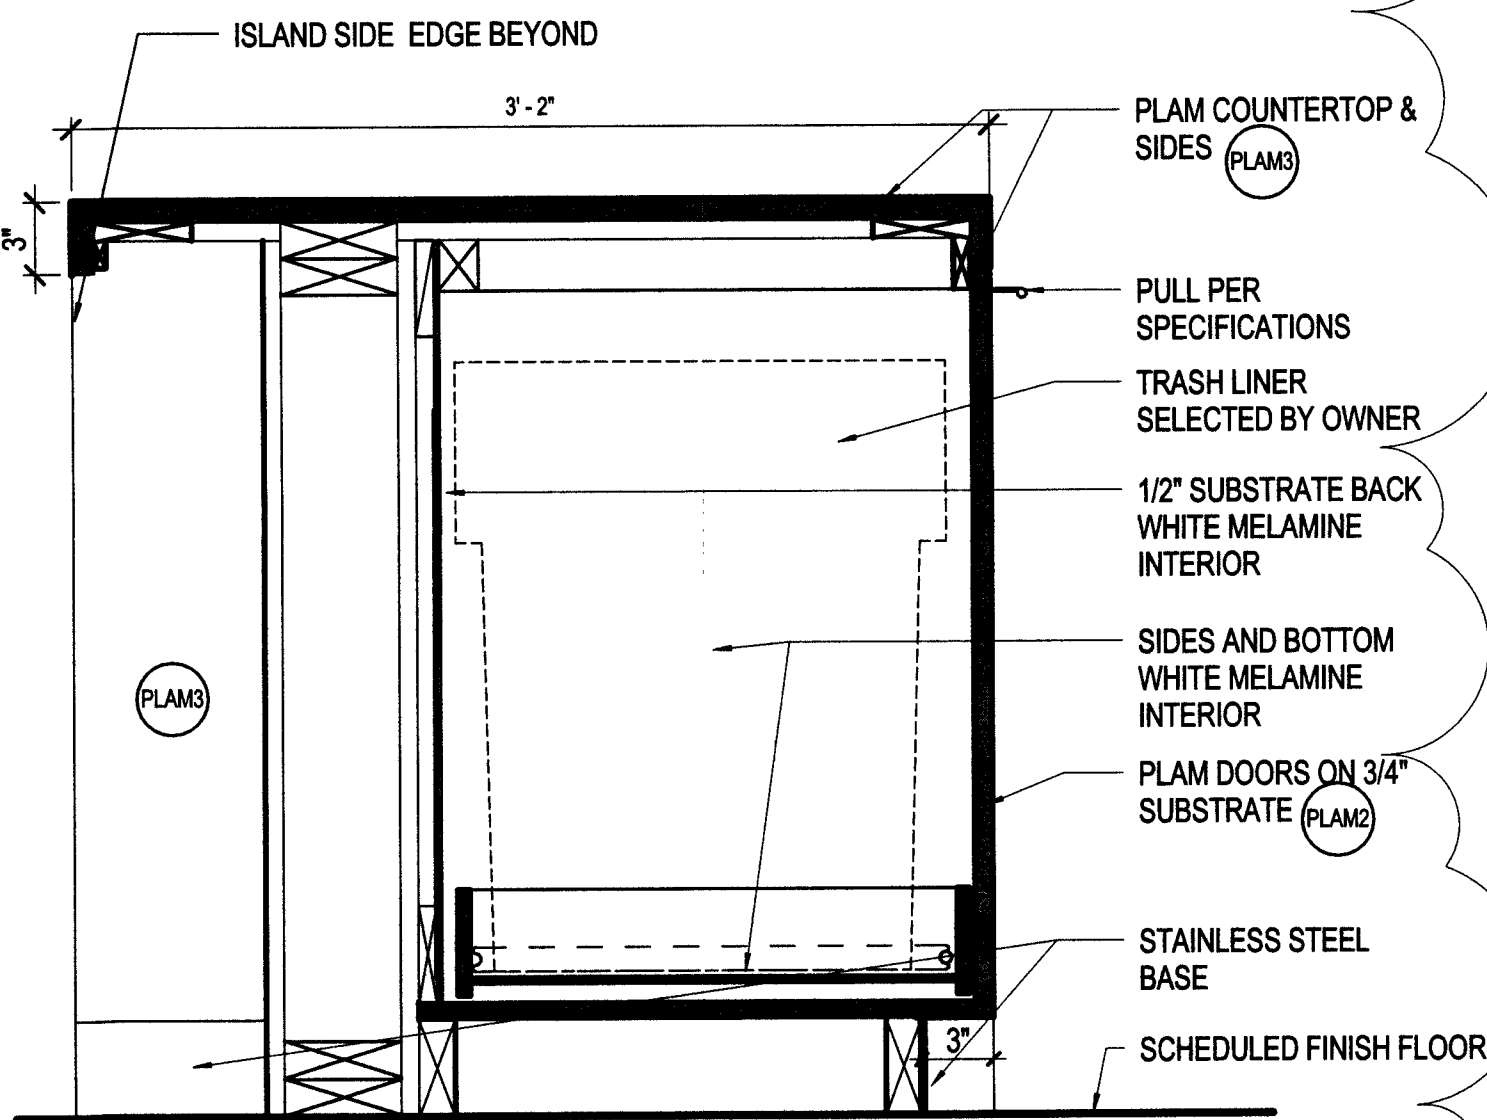 ISLAND SIDE EDGE BEYOND
3' - 2"
PLAM COUNTERTOP &
SIDES PLAM3
3"
PULL PER
SPECIFICATIONS
TRASH LINER
SELECTED BY OWNER
1/2" SUBSTRATE BACK
WHITE MELAMINE
INTERIOR
SIDES AND BOTTOM
WHITE MELAMINE
INTERIOR
PLAM3
PLAM DOORS ON 3/4"
SUBSTRATE PLAM2
STAINLESS STEEL
BASE
3"
SCHEDULED FINISH FLOOR